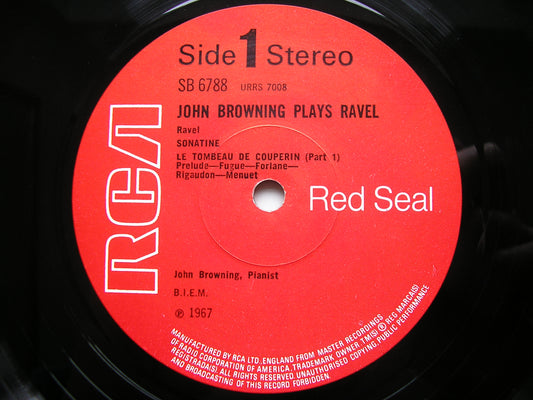 Side 1 Stereo
SB 6788 URRS 7008
JOHN BROWNING PLAYS RAVEL
Ravel
SONATINE
LE TOMBEAU DE COUPERIN (Part 1)
Prelude—Fugue—Forlane—
Rigaudon—Menuet
RCA
Red Seal
John Browning, Pianist
B.I.E.M.
℗ 1967
MANUFACTURED BY RCA LTD., ENGLAND FROM MASTER RECORDINGS
OF RADIO CORPORATION OF AMERICA. TRADEMARK OWNER TM(S) ® REG MARCA(S)
REGISTRADA(S) ALL RIGHTS RESERVED. UNAUTHORISED COPYING, PUBLIC PERFORMANCE
AND BROADCASTING OF THIS RECORD FORBIDDEN.